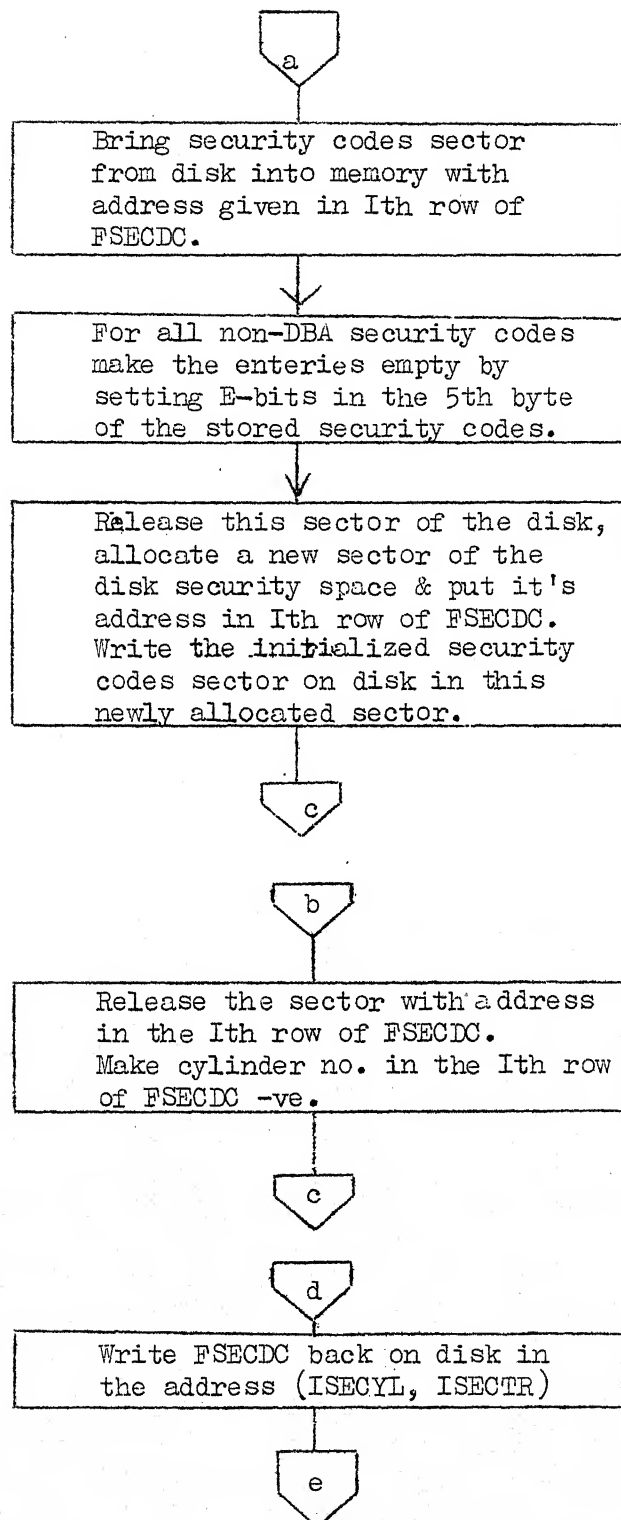 a
Bring security codes sector
from disk into memory with
address given in Ith row of
FSECDC.
For all non-DBA security codes
make the enteries empty by
setting E-bits in the 5th byte
of the stored security codes.
Release this sector of the disk,
allocate a new sector of the
disk security space & put it's
address in Ith row of FSECDC.
Write the initialized security
codes sector on disk in this
newly allocated sector.
c
b
Release the sector with address
in the Ith row of FSECDC.
Make cylinder no. in the Ith row
of FSECDC -ve.
c
d
Write FSECDC back on disk in
the address (ISECYL, ISECTR)
e